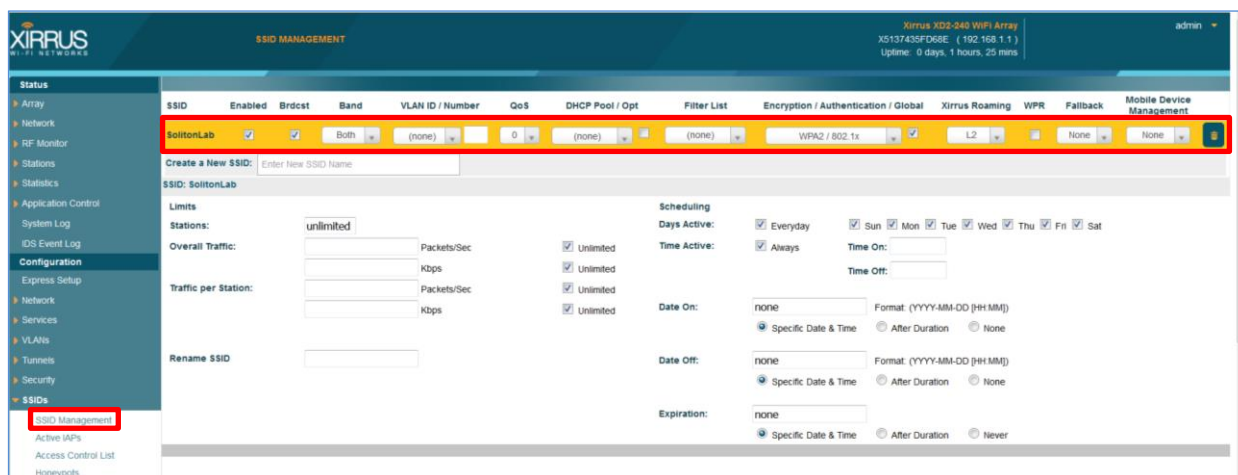 XIRRUS
WI-FI NETWORKS
SSID MANAGEMENT
Xirrus XD2-240 WiFi Array
X5137435FD68E ( 192.168.1.1 )
Uptime: 0 days, 1 hours, 25 mins
admin
Status
Array
Network
RF Monitor
Stations
Statistics
Application Control
System Log
IDS Event Log
Configuration
Express Setup
Network
Services
VLANs
Tunnels
Security
SSIDs
SSID Management
Active IAPs
Access Control List
Honeypots
SSID Enabled Brdcst Band VLAN ID / Number QoS DHCP Pool / Opt Filter List Encryption / Authentication / Global Xirrus Roaming WPR Fallback Mobile Device Management
SolitonLab Both (none) 0 (none) (none) WPA2 / 802.1x L2 None None
Create a New SSID: Enter New SSID Name
SSID: SolitonLab
Limits
Stations: unlimited
Overall Traffic: Packets/Sec Unlimited
Kbps Unlimited
Traffic per Station: Packets/Sec Unlimited
Kbps Unlimited
Rename SSID
Scheduling
Days Active: Everyday Sun Mon Tue Wed Thu Fri Sat
Time Active: Always Time On:
Time Off:
Date On: none Format: (YYYY-MM-DD [HH:MM])
Specific Date & Time After Duration None
Date Off: none Format: (YYYY-MM-DD [HH:MM])
Specific Date & Time After Duration None
Expiration: none
Specific Date & Time After Duration Never